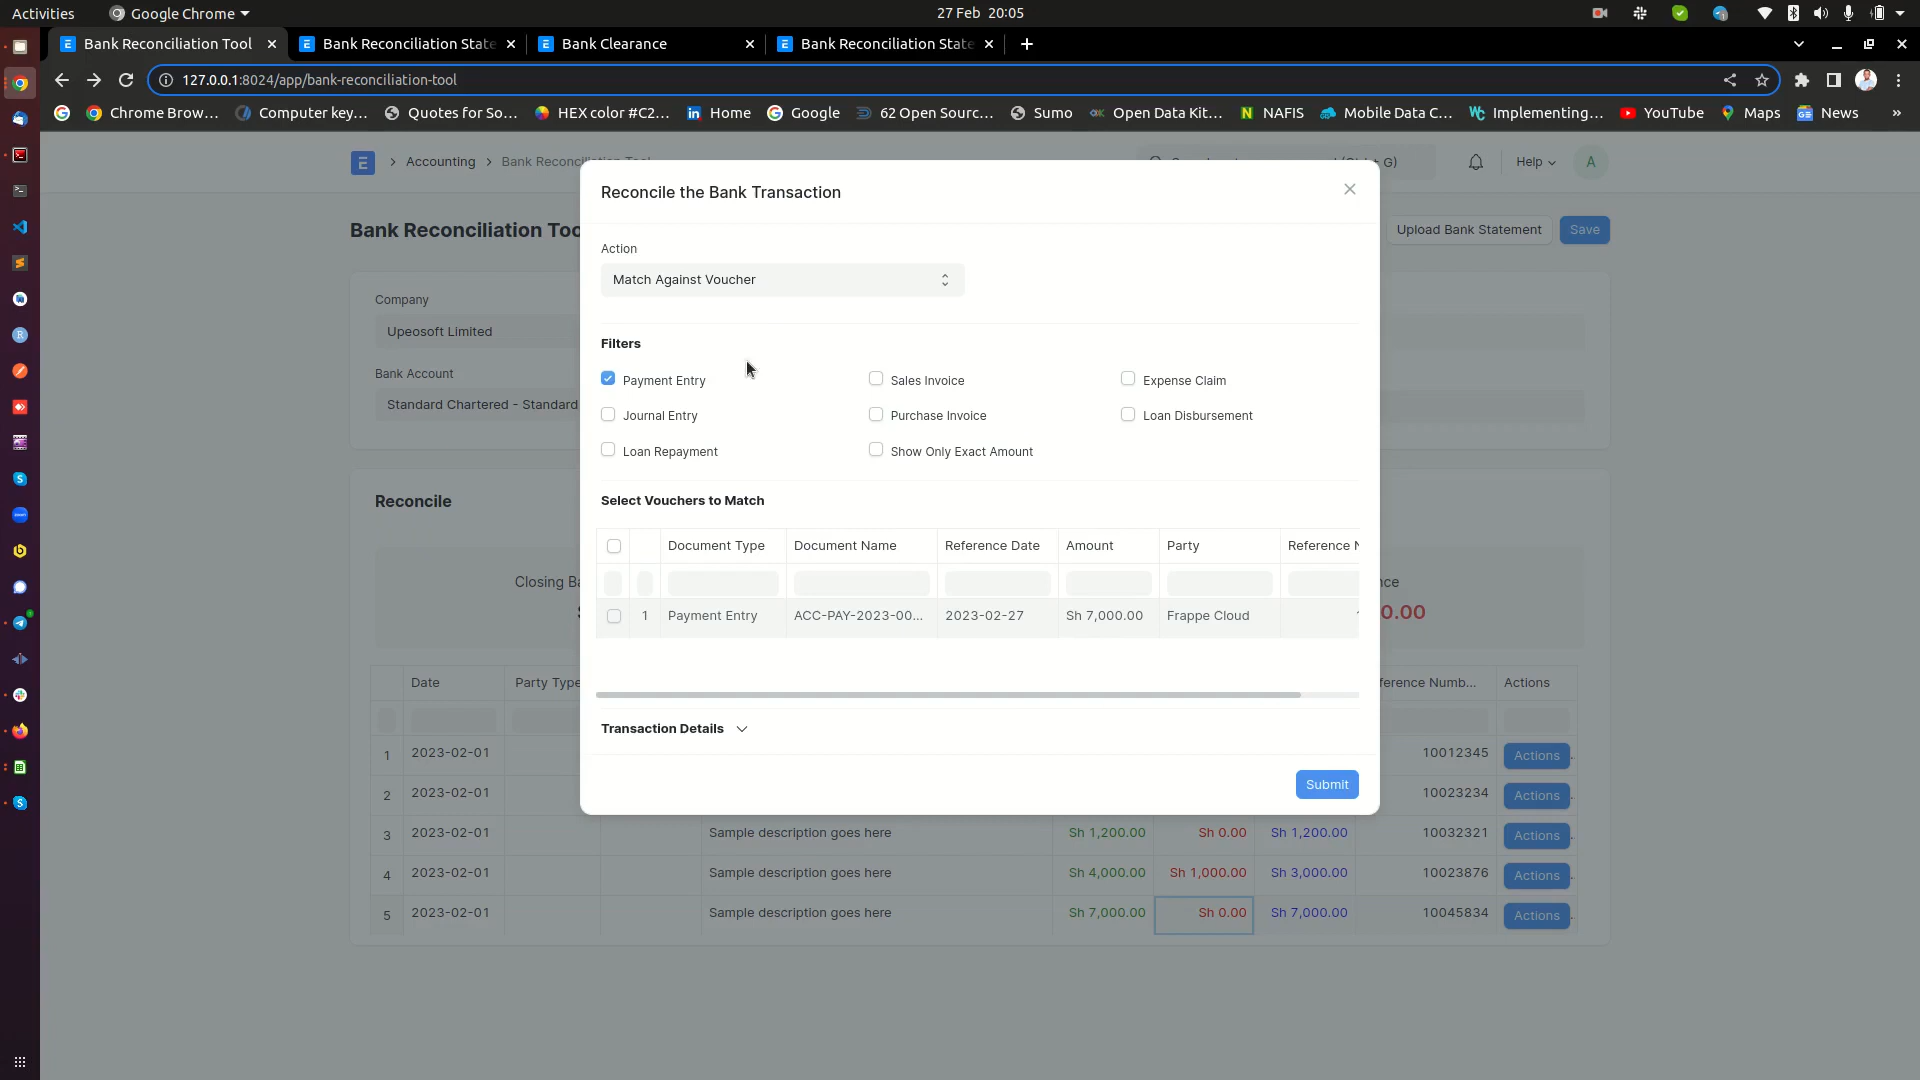 Activities Google Chrome 27 Feb 20:05
Bank Reconciliation Tool Bank Reconciliation State Bank Clearance Bank Reconciliation State
127.0.0.1:8024/app/bank-reconciliation-tool
Chrome Brow... Computer key... Quotes for So... HEX color #C2... Home Google 62 Open Sourc... Sumo Open Data Kit... NAFIS Mobile Data C... Implementing... YouTube Maps News »
E Accounting Bank Reconciliation Tool G) Help A
Reconcile the Bank Transaction
Bank Reconciliation Too Upload Bank Statement Save
Action
Match Against Voucher
Company
Upeosoft Limited
Filters
Bank Account
Payment Entry Sales Invoice Expense Claim
Standard Chartered - Standard
Journal Entry Purchase Invoice Loan Disbursement
Loan Repayment Show Only Exact Amount
Reconcile
Select Vouchers to Match
Document Type Document Name Reference Date Amount Party Reference N
Closing Ba nce
1 Payment Entry ACC-PAY-2023-00... 2023-02-27 Sh 7,000.00 Frappe Cloud
0.00
Date Party Type ference Numb... Actions
Transaction Details
1 2023-02-01 10012345 Actions
Submit
2 2023-02-01 10023234 Actions
3 2023-02-01 Sample description goes here Sh 1,200.00 Sh 0.00 Sh 1,200.00 10032321 Actions
4 2023-02-01 Sample description goes here Sh 4,000.00 Sh 1,000.00 Sh 3,000.00 10023876 Actions
5 2023-02-01 Sample description goes here Sh 7,000.00 Sh 0.00 Sh 7,000.00 10045834 Actions